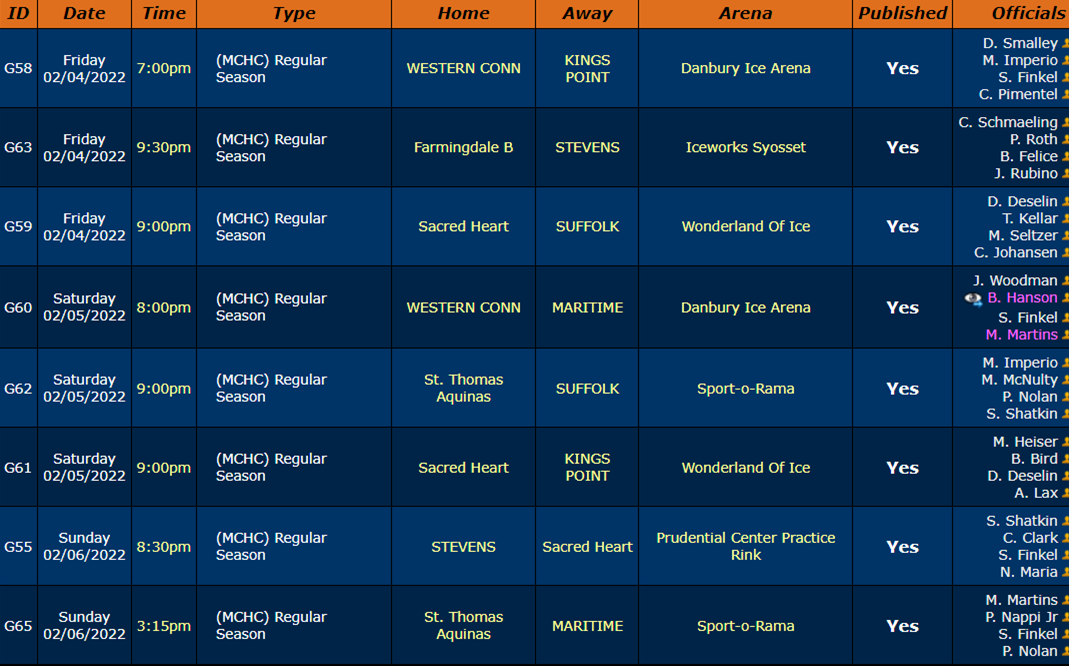 ID Date Time Type Home Away Arena Published Officials
G58 Friday 02/04/2022 7:00pm (MCHC) Regular Season WESTERN CONN KINGS POINT Danbury Ice Arena Yes D. Smalley M. Imperio S. Finkel C. Pimentel
G63 Friday 02/04/2022 9:30pm (MCHC) Regular Season Farmingdale B STEVENS Iceworks Syosset Yes C. Schmaeling P. Roth B. Felice J. Rubino
G59 Friday 02/04/2022 9:00pm (MCHC) Regular Season Sacred Heart SUFFOLK Wonderland Of Ice Yes D. Deselin T. Kellar M. Seltzer C. Johansen
G60 Saturday 02/05/2022 8:00pm (MCHC) Regular Season WESTERN CONN MARITIME Danbury Ice Arena Yes J. Woodman B. Hanson S. Finkel M. Martins
G62 Saturday 02/05/2022 9:00pm (MCHC) Regular Season St. Thomas Aquinas SUFFOLK Sport-o-Rama Yes M. Imperio M. McNulty P. Nolan S. Shatkin
G61 Saturday 02/05/2022 9:00pm (MCHC) Regular Season Sacred Heart KINGS POINT Wonderland Of Ice Yes M. Heiser B. Bird D. Deselin A. Lax
G55 Sunday 02/06/2022 8:30pm (MCHC) Regular Season STEVENS Sacred Heart Prudential Center Practice Rink Yes S. Shatkin C. Clark S. Finkel N. Maria
G65 Sunday 02/06/2022 3:15pm (MCHC) Regular Season St. Thomas Aquinas MARITIME Sport-o-Rama Yes M. Martins P. Nappi Jr S. Finkel P. Nolan